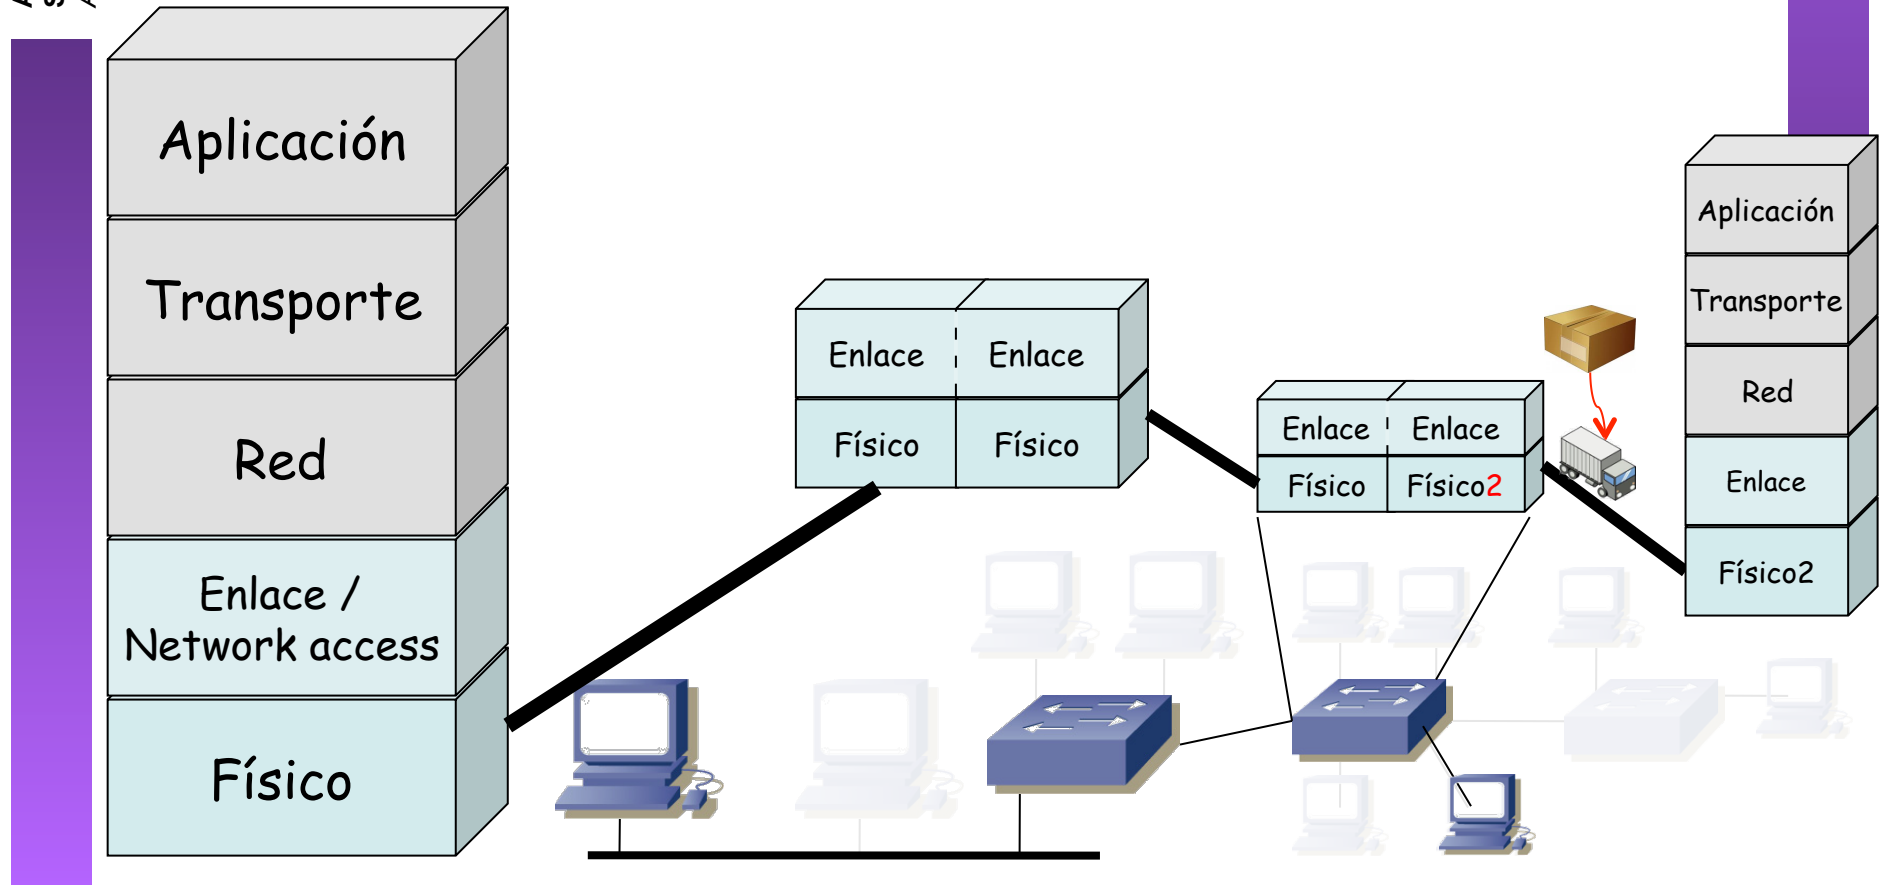 Aplicación
Transporte
Red
Enlace /
Network access
Físico
Enlace Enlace
Físico Físico
Enlace Enlace
Físico Físico2
Aplicación
Transporte
Red
Enlace
Físico2